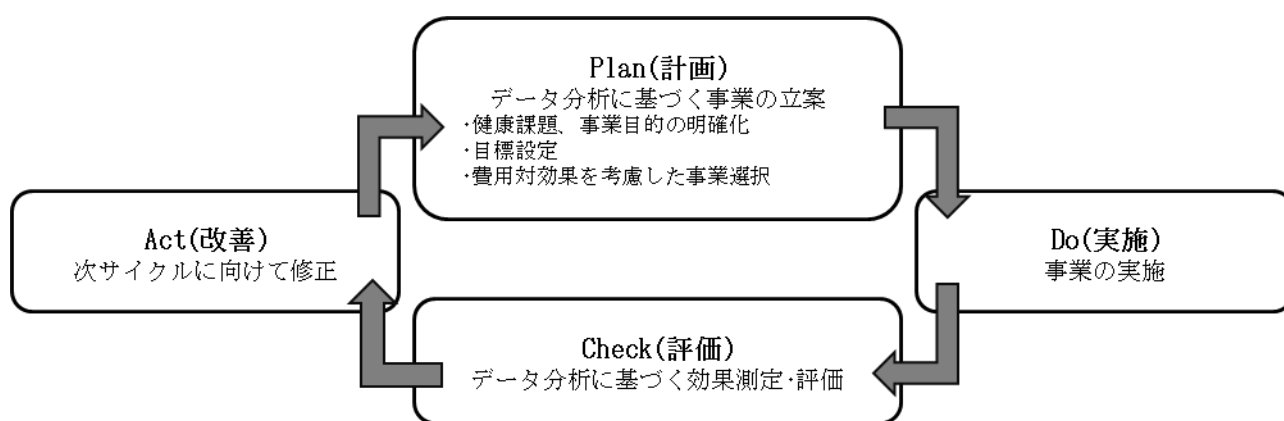 Plan(計画)
データ分析に基づく事業の立案
・健康課題、事業目的の明確化
・目標設定
・費用対効果を考慮した事業選択
Do(実施)
事業の実施
Check(評価)
データ分析に基づく効果測定・評価
Act(改善)
次サイクルに向けて修正